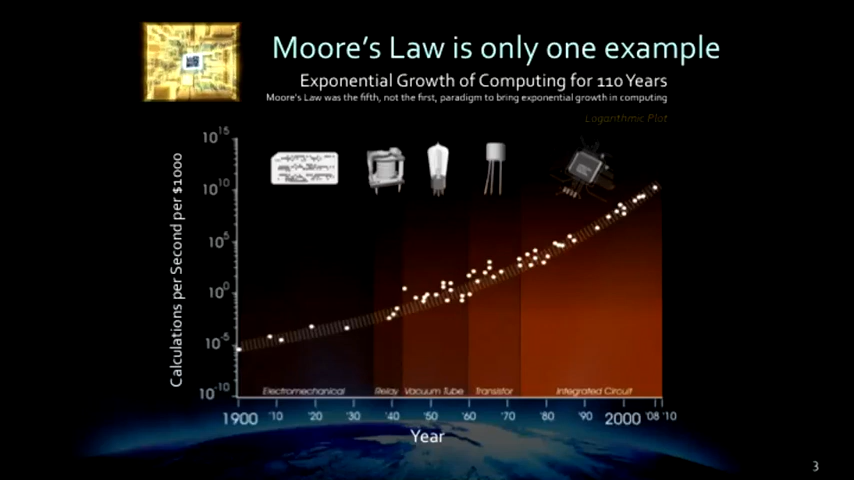 Moore's Law is only one example
Exponential Growth of Computing for 110 Years
Moore's Law was the fifth, not the first, paradigm to bring exponential growth in computing
Logarithmic Plot
Calculations per Second per $1000
10^15
10^10
10^5
10^0
10^-5
10^-10
Electromechanical Relay Vacuum Tube Transistor Integrated Circuit
1900 '10 '20 '30 '40 '50 '60 '70 '80 '90 2000 '08 '10
Year
3